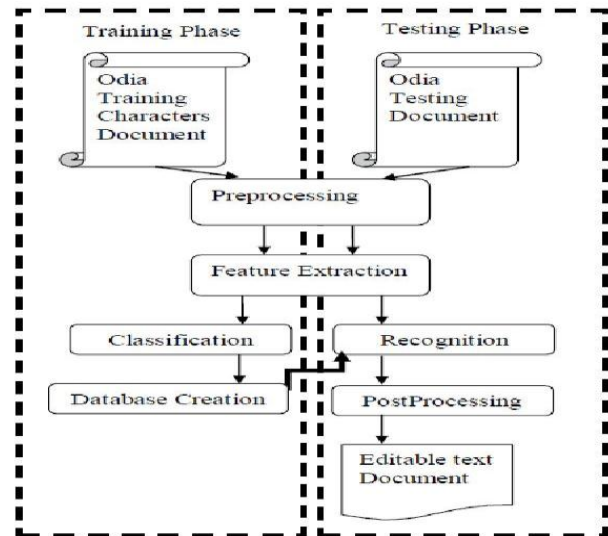 Training Phase
Testing Phase
Odia
Training
Characters
Document
Odia
Testing
Document
Preprocessing
Feature Extraction
Classification
Recognition
Database Creation
PostProcessing
Editable text
Document